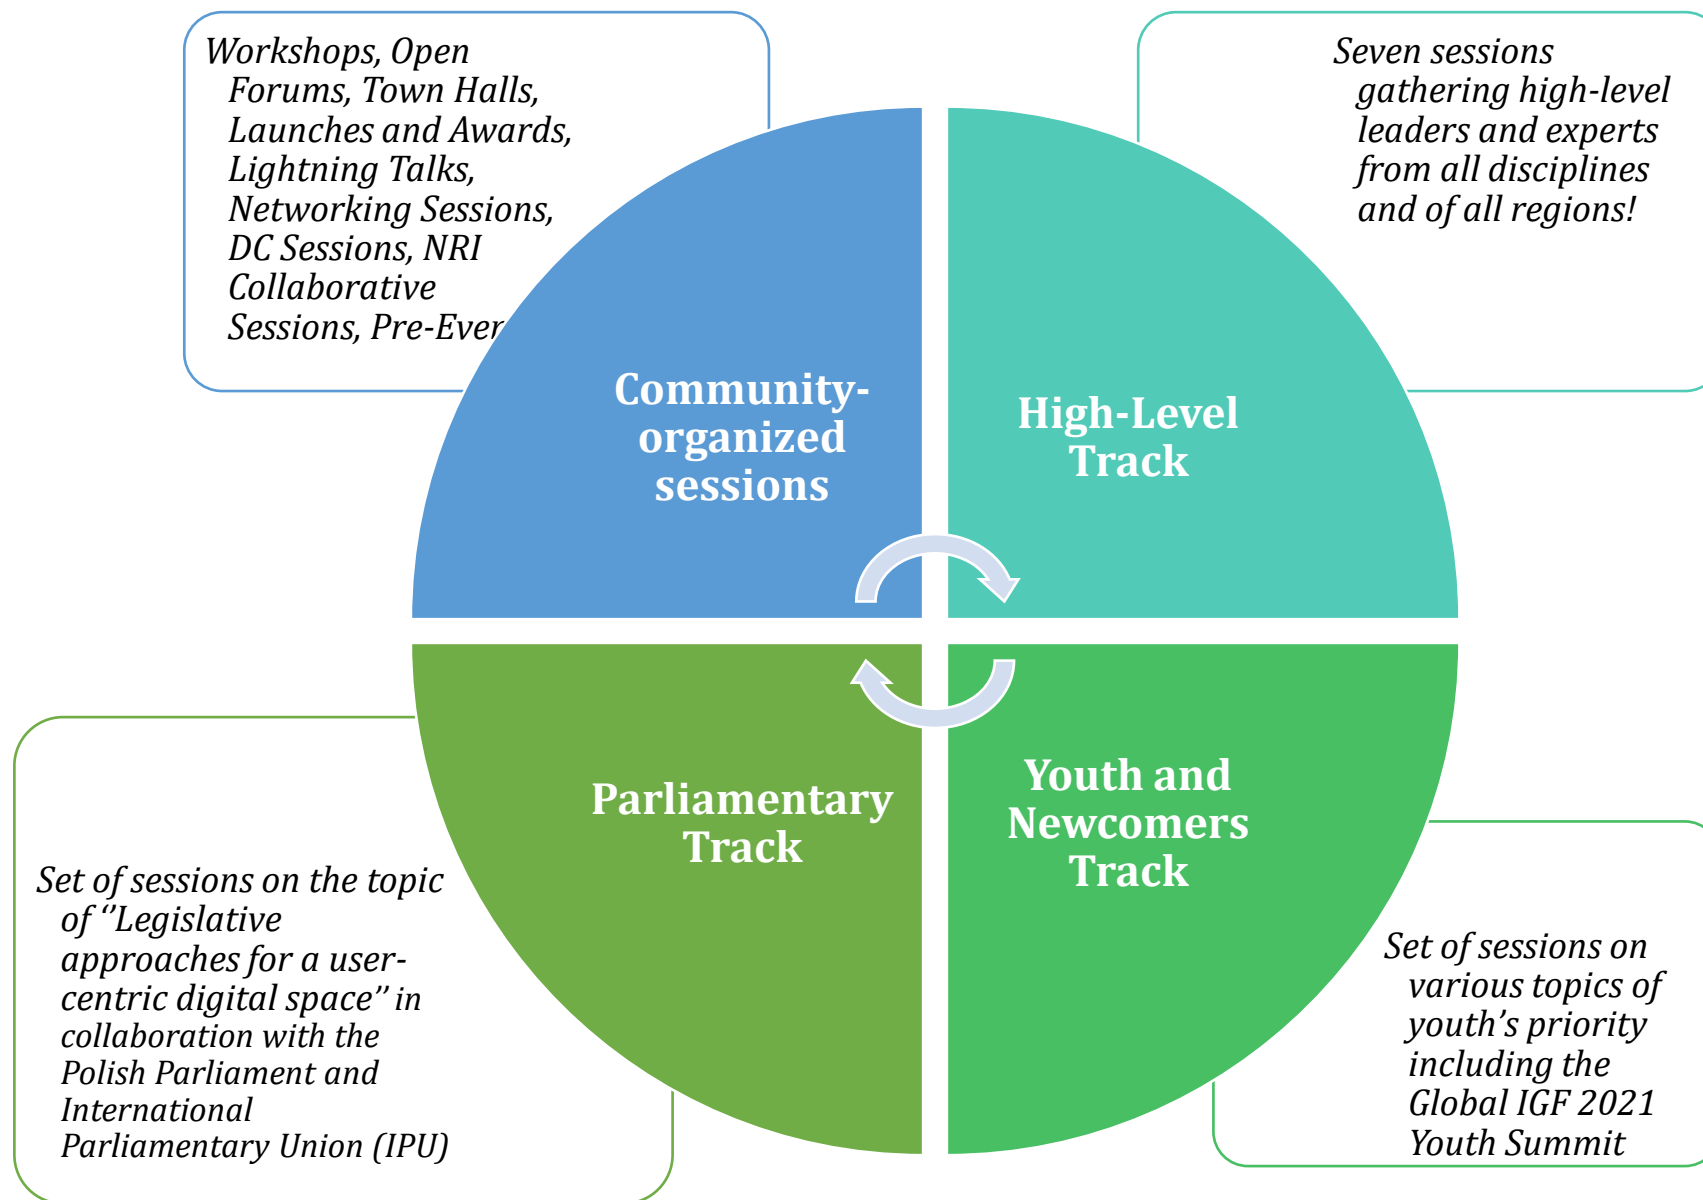 Workshops, Open
Forums, Town Halls,
Launches and Awards,
Lightning Talks,
Networking Sessions,
DC Sessions, NRI
Collaborative
Sessions,
Seven sessions
gathering high-level
leaders and experts
from all disciplines
and of all regions!
Community-
organized
sessions
High-Level
Track
Parliamentary
Track
Youth and
Newcomers
Track
Set of sessions on the topic
of ‘’Legislative
approaches for a user-
centric digital space’’ in
collaboration with the
Polish Parliament and
International
Parliamentary Union (IPU)
Set of sessions on
various topics of
youth’s priority
including the
Global IGF 2021
Youth Summit